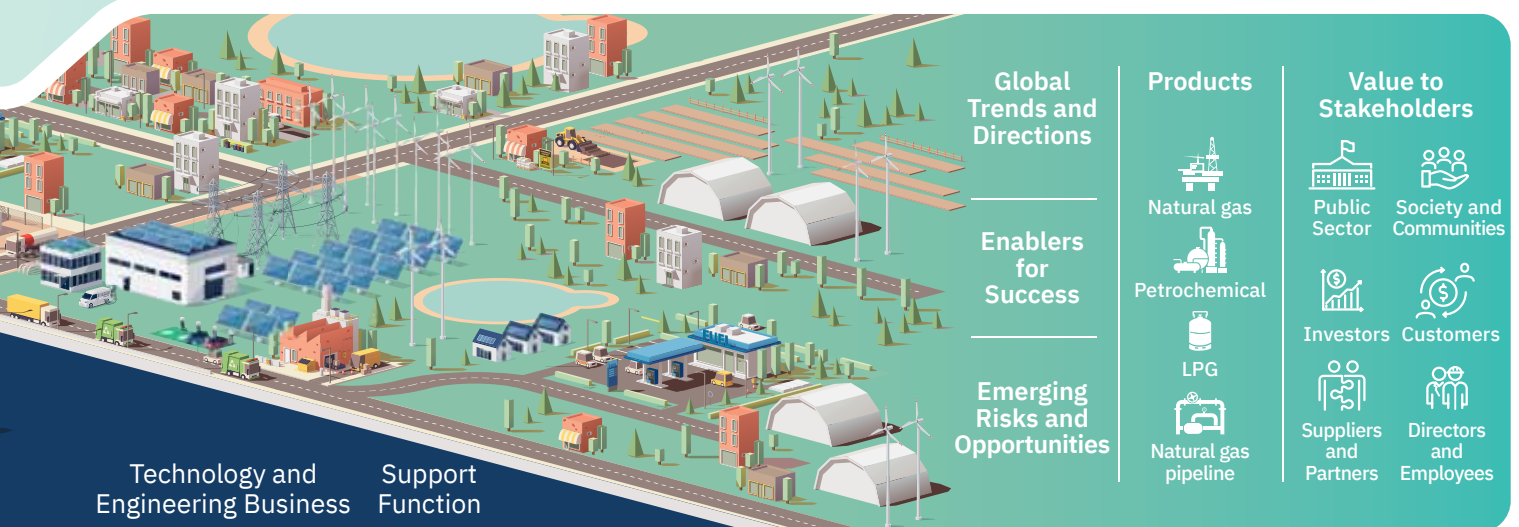 Global
Trends and
Directions
Enablers
for
Success
Emerging
Risks and
Opportunities
Products
Natural gas
Petrochemical
LPG
Natural gas
pipeline
Value to
Stakeholders
Public
Sector
Society and
Communities
Investors
Customers
Suppliers
and
Partners
Directors
and
Employees
FUEL
Technology and
Engineering Business
Support
Function